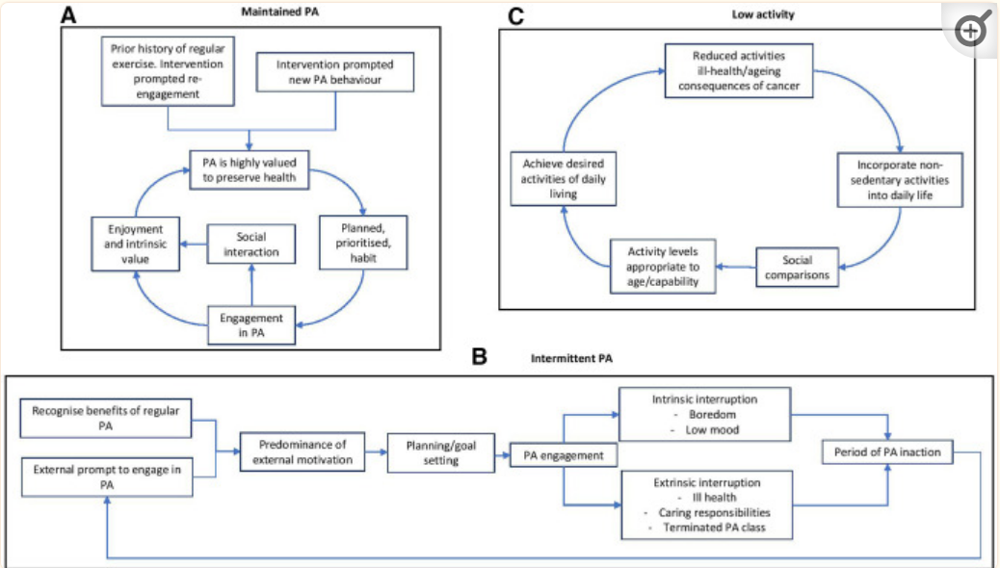 A
Maintained PA
Prior history of regular
exercise. Intervention
prompted re-
engagement
Intervention prompted
new PA behaviour
PA is highly valued
to preserve health
Enjoyment
and intrinsic
value
Social
interaction
Planned,
prioritised,
habit
Engagement
in PA
C
Low activity
Reduced activities
ill-health/ageing
consequences of cancer
Achieve desired
activities of daily
living
Incorporate non-
sedentary activities
into daily life
Activity levels
appropriate to
age/capability
Social
comparisons
B
Intermittent PA
Recognise benefits of regular
PA
External prompt to engage in
PA
Predominance of
external motivation
Planning/goal
setting
PA engagement
Intrinsic interruption
- Boredom
- Low mood
Extrinsic interruption
- Ill health
- Caring responsibilities
- Terminated PA class
Period of PA inaction